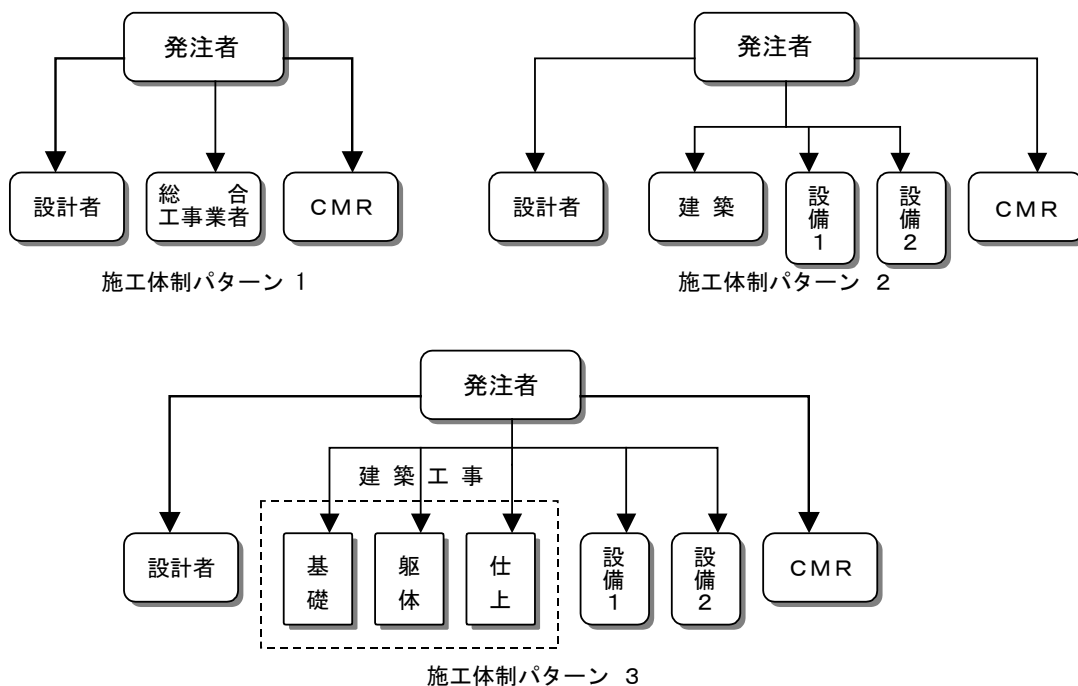 発注者
設計者
総合
工事業者
CMR
施工体制パターン 1
発注者
設計者
建築
設備1
設備2
CMR
施工体制パターン 2
発注者
建築工事
設計者
基礎
躯体
仕上
設備1
設備2
CMR
施工体制パターン 3